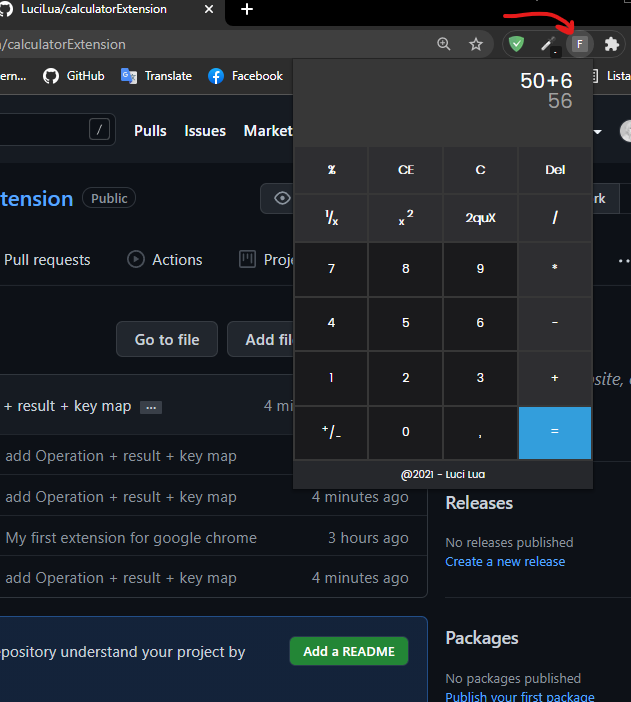 LuciLua/calculatorExtension
/calculatorExtension
F
ern...
GitHub
Translate
Facebook
Lista
50+6
56
/
Pulls
Issues
Market
% CE C Del
¹/x x² 2quX /
7 8 9 *
4 5 6 -
1 2 3 +
⁺/₋ 0 , =
@2021 - Luci Lua
tension
Public
rk
Pull requests
Actions
Proje
Go to file
Add fil
site,
+ result + key map ...
4 mi
add Operation + result + key map
add Operation + result + key map
4 minutes ago
My first extension for google chrome
3 hours ago
add Operation + result + key map
4 minutes ago
Releases
No releases published
Create a new release
epository understand your project by
Add a README
Packages
No packages published
Publish your first package